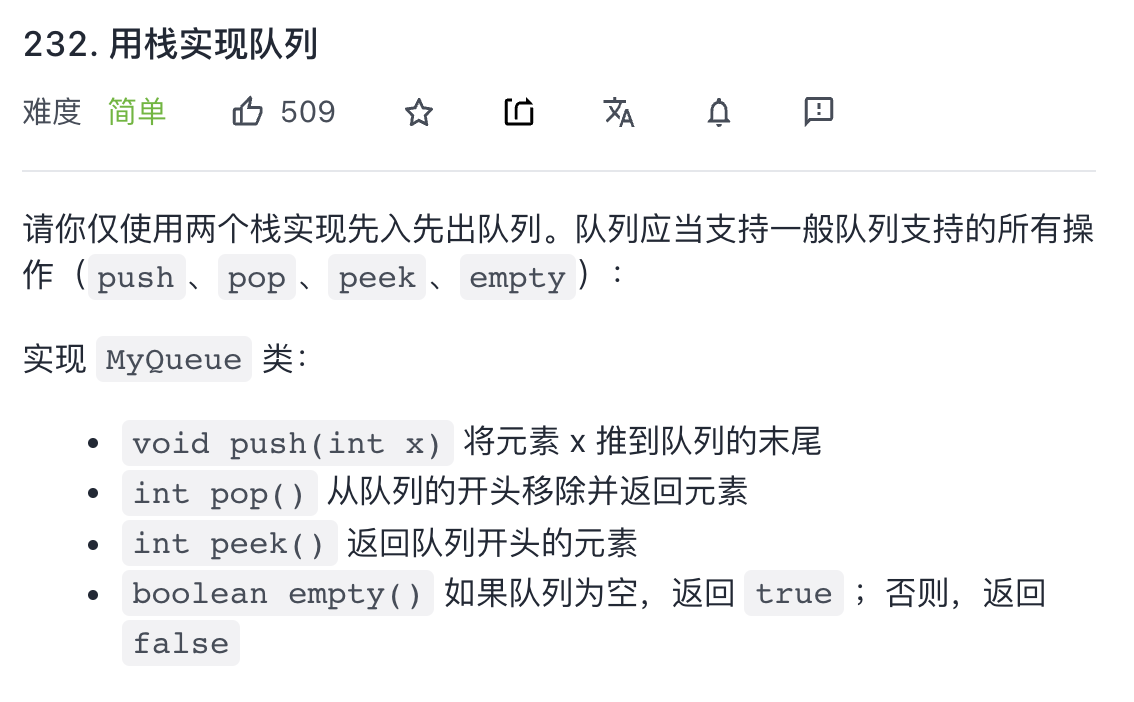 232. 用栈实现队列
难度 简单 509
请你仅使用两个栈实现先入先出队列。队列应当支持一般队列支持的所有操
作（push、pop、peek、empty）：
实现 MyQueue 类：
• void push(int x) 将元素 x 推到队列的末尾
• int pop() 从队列的开头移除并返回元素
• int peek() 返回队列开头的元素
• boolean empty() 如果队列为空，返回 true ；否则，返回
false